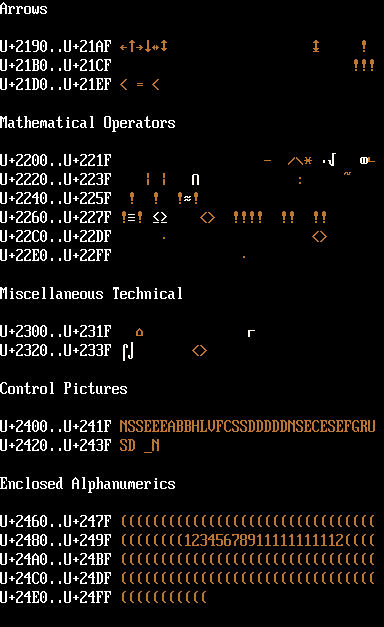 Arrows
U+2190..U+21AF ←↑→↓↔↕                  ↨     !
U+21B0..U+21CF                              !!!
U+21D0..U+21EF < = <
Mathematical Operators
U+2200..U+221F                   -  /\* ∙√   ∞∟
U+2220..U+223F    | |   ∩            :     ~
U+2240..U+225F  !  !  !≈!
U+2260..U+227F !≡! ≤≥    <>  !!!!  !!  !!
U+22C0..U+22DF      ·                  <>
U+22E0..U+22FF                ·
Miscellaneous Technical
U+2300..U+231F   ⌂             ⌐
U+2320..U+233F ⌠⌡       <>
Control Pictures
U+2400..U+241F NSSEEEABBHLVFCSSDDDDDNSECESEFGRU
U+2420..U+243F SD _N
Enclosed Alphanumerics
U+2460..U+247F ((((((((((((((((((((((((((((((((
U+2480..U+249F ((((((((12345678911111111112((((
U+24A0..U+24BF ((((((((((((((((((((((((((((((((
U+24C0..U+24DF ((((((((((((((((((((((((((((((((
U+24E0..U+24FF (((((((((((